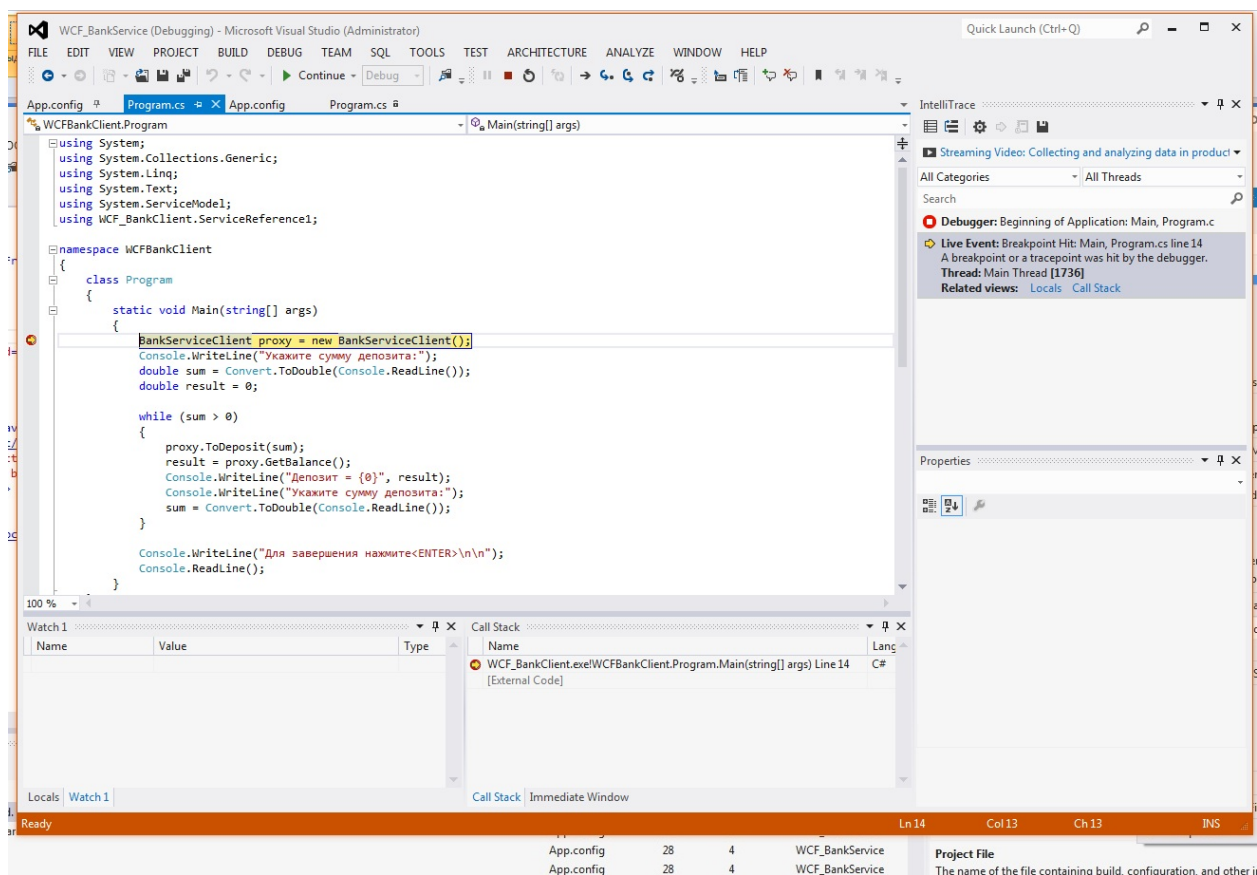 WCF_BankService (Debugging) - Microsoft Visual Studio (Administrator)
Quick Launch (Ctrl+Q)
FILE EDIT VIEW PROJECT BUILD DEBUG TEAM SQL TOOLS TEST ARCHITECTURE ANALYZE WINDOW HELP
Continue Debug
App.config Program.cs App.config Program.cs
WCFBankClient.Program Main(string[] args)
using System;
using System.Collections.Generic;
using System.Linq;
using System.Text;
using System.ServiceModel;
using WCF_BankClient.ServiceReference1;
namespace WCFBankClient
{
class Program
{
static void Main(string[] args)
{
BankServiceClient proxy = new BankServiceClient();
Console.WriteLine("Укажите сумму депозита:");
double sum = Convert.ToDouble(Console.ReadLine());
double result = 0;
while (sum > 0)
{
proxy.ToDeposit(sum);
result = proxy.GetBalance();
Console.WriteLine("Депозит = {0}", result);
Console.WriteLine("Укажите сумму депозита:");
sum = Convert.ToDouble(Console.ReadLine());
}
Console.WriteLine("Для завершения нажмите<ENTER>\n\n");
Console.ReadLine();
}
100 %
IntelliTrace
Streaming Video: Collecting and analyzing data in product
All Categories All Threads
Search
Debugger: Beginning of Application: Main, Program.c
Live Event: Breakpoint Hit: Main, Program.cs line 14
A breakpoint or a tracepoint was hit by the debugger.
Thread: Main Thread [1736]
Related views: Locals Call Stack
Properties
Watch 1
Name Value Type
Locals Watch 1
Call Stack
Name Lang
WCF_BankClient.exe!WCFBankClient.Program.Main(string[] args) Line 14 C#
[External Code]
Call Stack Immediate Window
Ready Ln 14 Col 13 Ch 13 INS
App.config 28 4 WCF_BankService
App.config 28 4 WCF_BankService
Project File
The name of the file containing build, configuration, and other i